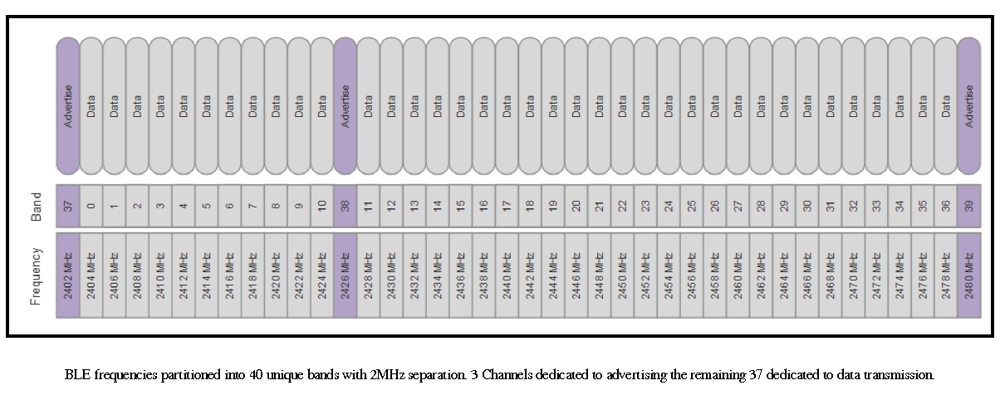 Advertise Data Data Data Data Data Data Data Data Data Data Data Advertise Data Data Data Data Data Data Data Data Data Data Data Data Data Data Data Data Data Data Data Data Data Data Data Data Data Data Advertise
Band 37 0 1 2 3 4 5 6 7 8 9 10 38 11 12 13 14 15 16 17 18 19 20 21 22 23 24 25 26 27 28 29 30 31 32 33 34 35 36 39
Frequency 2402 MHz 2404 MHz 2406 MHz 2408 MHz 2410 MHz 2412 MHz 2414 MHz 2416 MHz 2418 MHz 2420 MHz 2422 MHz 2424 MHz 2426 MHz 2428 MHz 2430 MHz 2432 MHz 2434 MHz 2436 MHz 2438 MHz 2440 MHz 2442 MHz 2444 MHz 2446 MHz 2448 MHz 2450 MHz 2452 MHz 2454 MHz 2456 MHz 2458 MHz 2460 MHz 2462 MHz 2464 MHz 2466 MHz 2468 MHz 2470 MHz 2472 MHz 2474 MHz 2476 MHz 2478 MHz 2480 MHz
BLE frequencies partitioned into 40 unique bands with 2MHz separation. 3 Channels dedicated to advertising the remaining 37 dedicated to data transmission.